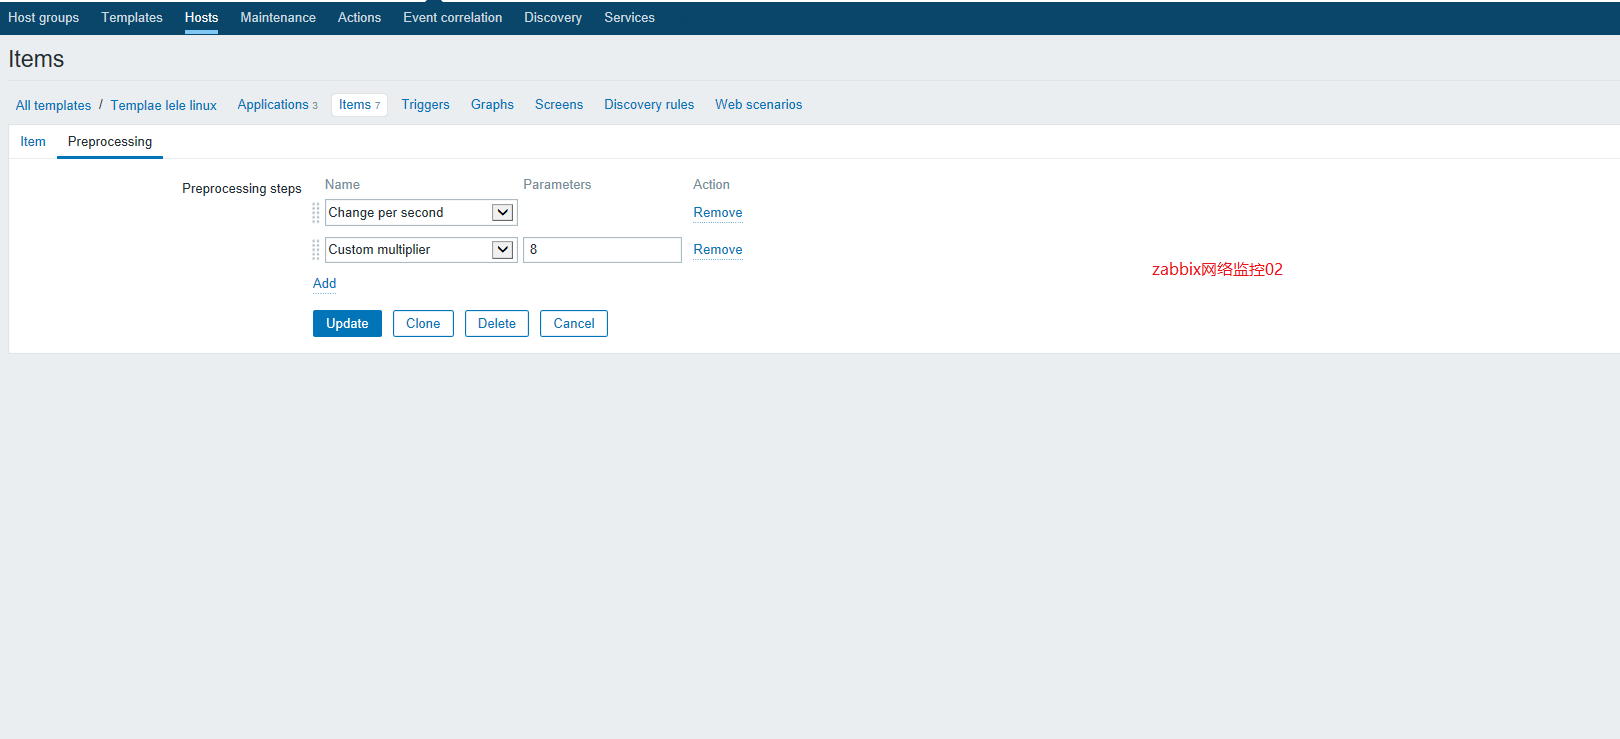 Host groups Templates Hosts Maintenance Actions Event correlation Discovery Services
Items
All templates / Templae lele linux Applications 3 Items 7 Triggers Graphs Screens Discovery rules Web scenarios
Item Preprocessing
Preprocessing steps Name Parameters Action
Change per second Remove
Custom multiplier 8 Remove
zabbix网络监控02
Add
Update Clone Delete Cancel